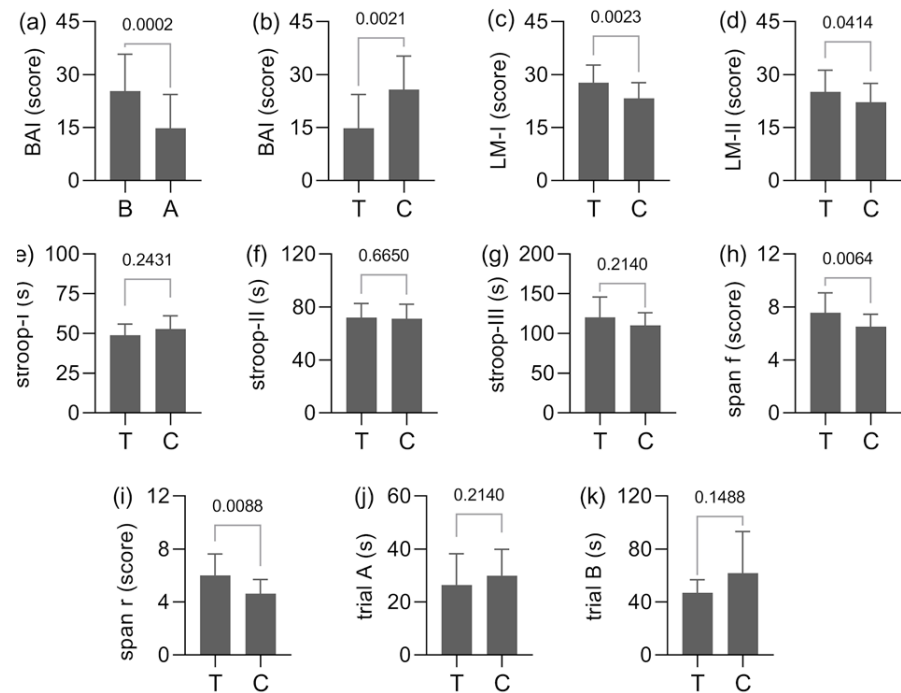 (a)
0.0002
45
30
15
0
BAI (score)
B A
(b)
0.0021
45
30
15
0
BAI (score)
T C
(c)
0.0023
45
30
15
0
LM-I (score)
T C
(d)
0.0414
45
30
15
0
LM-II (score)
T C
e)
0.2431
100
75
50
25
0
stroop-I (s)
T C
(f)
0.6650
120
80
40
0
stroop-II (s)
T C
(g)
0.2140
200
150
100
50
0
stroop-III (s)
T C
(h)
0.0064
12
8
4
0
span f (score)
T C
(i)
0.0088
12
8
4
0
span r (score)
T C
(j)
0.2140
60
40
20
0
trial A (s)
T C
(k)
0.1488
120
80
40
0
trial B (s)
T C